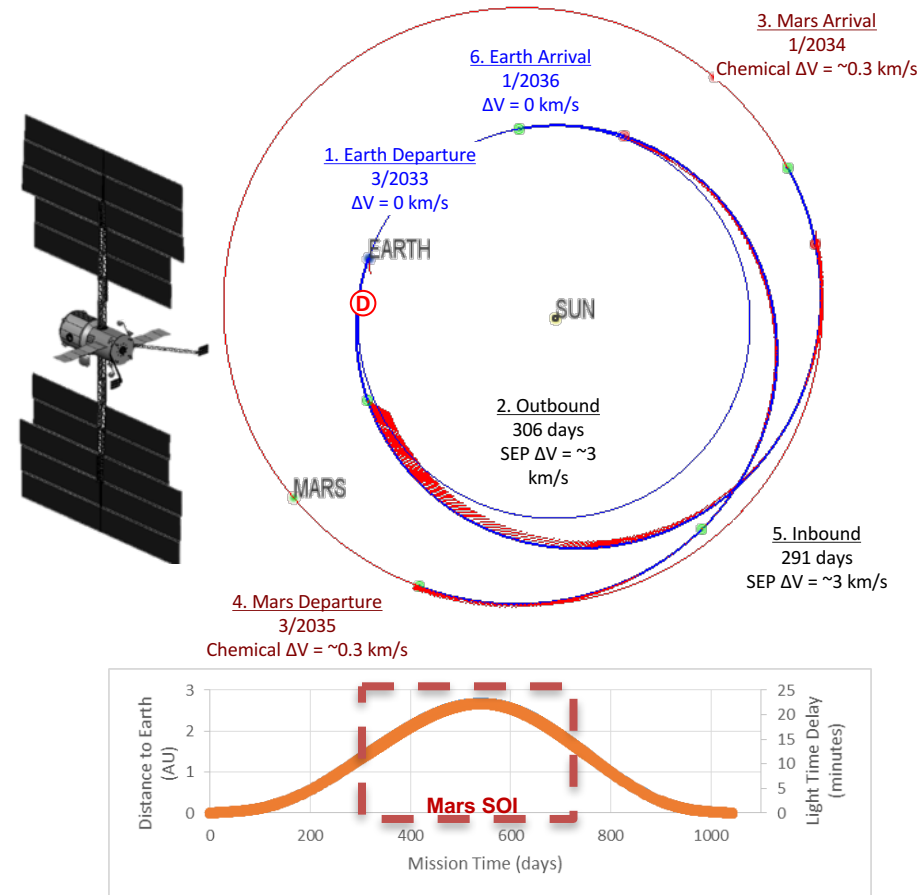 3. Mars Arrival
1/2034
Chemical ΔV = ~0.3 km/s
6. Earth Arrival
1/2036
ΔV = 0 km/s
1. Earth Departure
3/2033
ΔV = 0 km/s
EARTH
D
SUN
2. Outbound
306 days
SEP ΔV = ~3
km/s
MARS
5. Inbound
291 days
SEP ΔV = ~3 km/s
4. Mars Departure
3/2035
Chemical ΔV = ~0.3 km/s
Distance to Earth
(AU)
3
2
1
0
Mars SOI
25
20
15
10
5
0
Light Time Delay
(minutes)
0 200 400 600 800 1000
Mission Time (days)